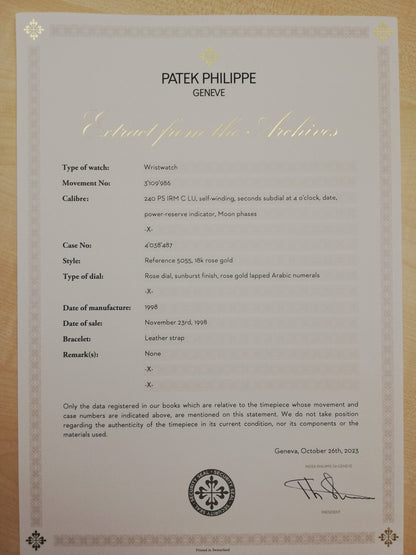 PATEK PHILIPPE
GENEVE
Extract from the Archives
Type of watch: Wristwatch
Movement No: 3'109'986
Calibre: 240 PS IRM C LU, self-winding, seconds subdial at 4 o'clock, date,
power-reserve indicator, Moon phases
-X-
Case No: 4'038'487
Style: Reference 5055, 18k rose gold
Type of dial: Rose dial, sunburst finish, rose gold lapped Arabic numerals
-X-
Date of manufacture: 1998
Date of sale: November 23rd, 1998
Bracelet: Leather strap
Remark(s): None
-X-
-X-
Only the data registered in our books which are relative to the timepiece whose movement and
case numbers are indicated above, are mentioned on this statement. We do not take position
regarding the authenticity of the timepiece in its current condition, nor its components or the
materials used.
Geneva, October 26th, 2023
PATEK PHILIPPE SA GENEVE
SECURITY SEAL
PRESIDENT
Printed in Switzerland